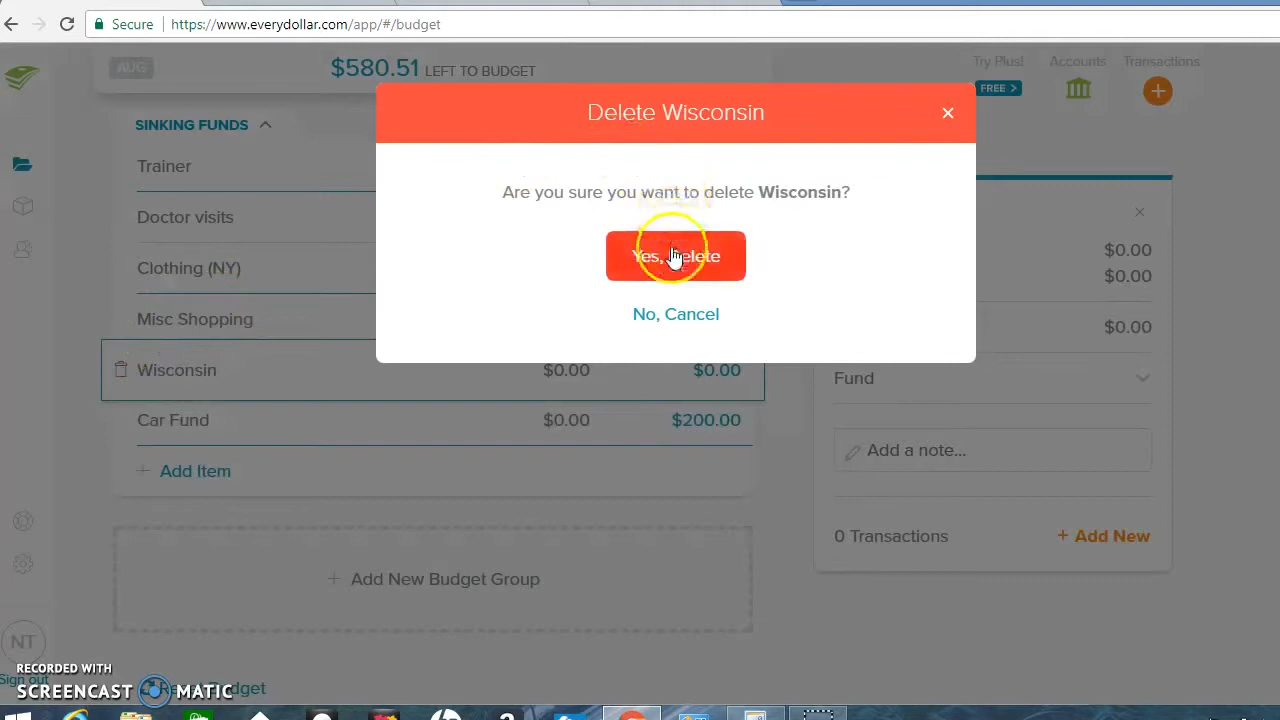 Secure https://www.everydollar.com/app/#/budget
AUG
$580.51 LEFT TO BUDGET
Try Plus! Accounts Transactions
FREE >
SINKING FUNDS
Delete Wisconsin
Trainer
Are you sure you want to delete Wisconsin?
Doctor visits
Yes, Delete
$0.00
Clothing (NY)
$0.00
No, Cancel
Misc Shopping
$0.00
Wisconsin $0.00 $0.00
Fund
Car Fund $0.00 $200.00
Add a note...
+ Add Item
0 Transactions + Add New
+ Add New Budget Group
NT
RECORDED WITH
Sign out
SCREENCAST MATIC
Budget